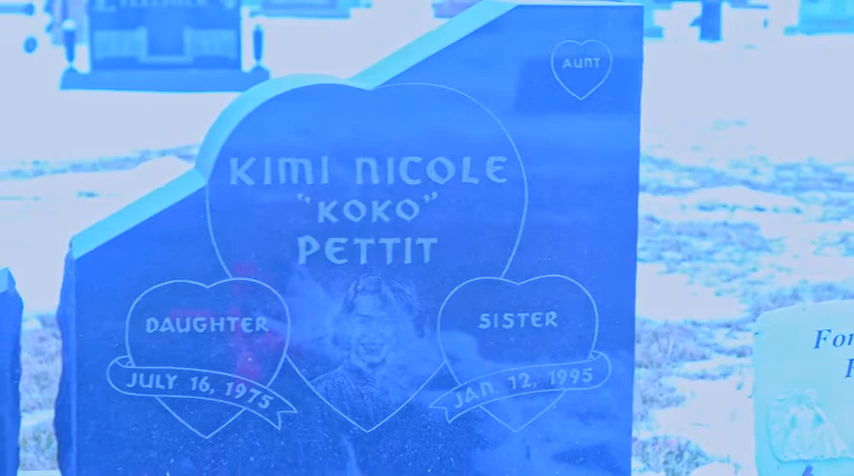 AUNT
KIMI NICOLE
"KOKO"
PETTIT
DAUGHTER
SISTER
JULY 16, 1975
JAN. 12, 1995